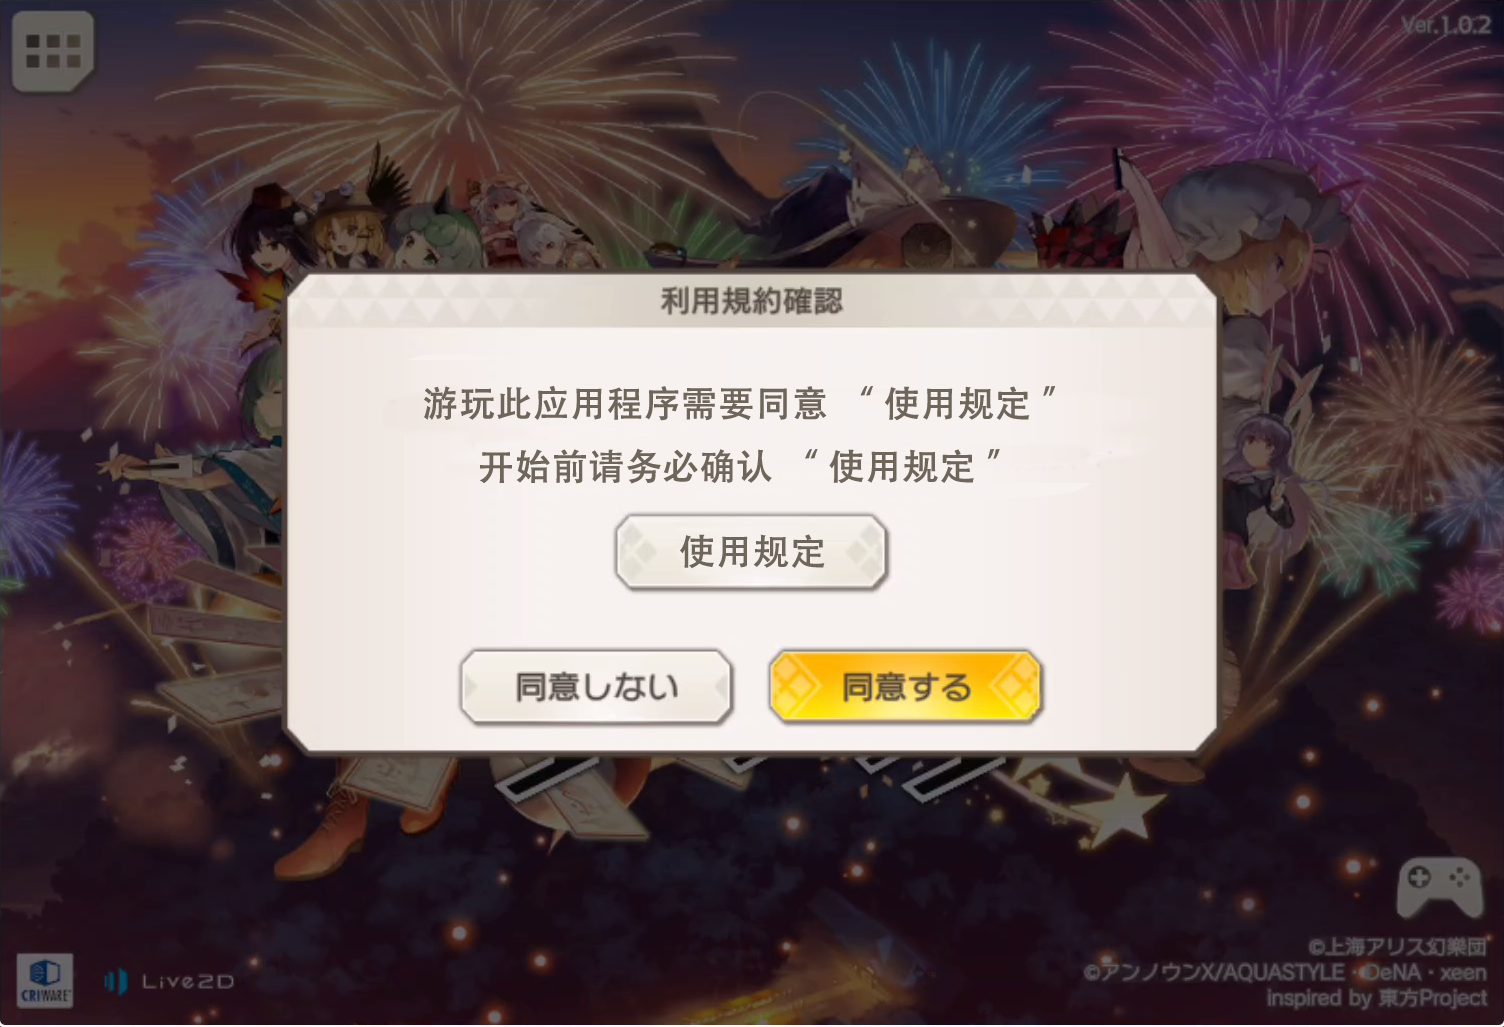 Ver.1.0.2
利用規約確認
游玩此应用程序需要同意 “ 使用规定 ”
开始前请务必确认 “ 使用规定 ”
使用规定
同意しない
同意する
CRIWARE
Live2D
©上海アリス幻樂団
©アンノウンX/AQUASTYLE・DeNA・xeen
inspired by 東方Project